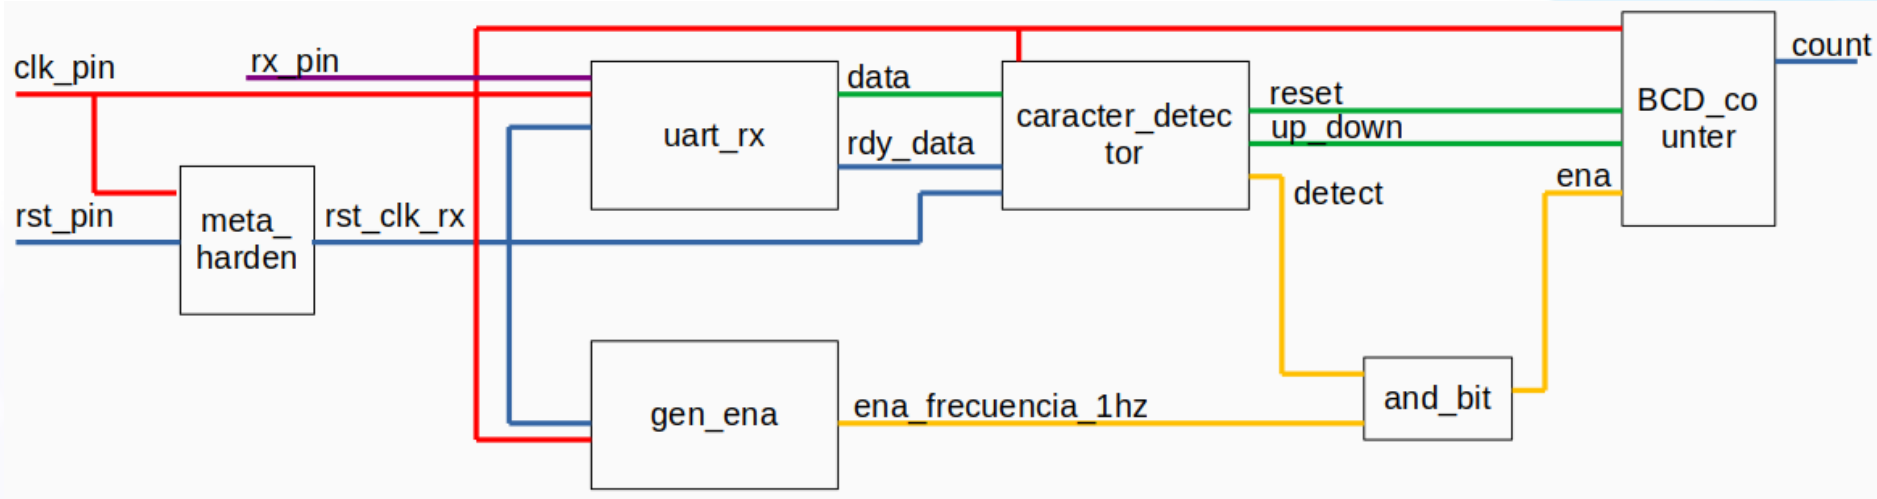 clk_pin
rx_pin
data
count
caracter_detec
tor
reset
BCD_co
unter
uart_rx
rdy_data
up_down
ena
rst_pin
meta_
harden
rst_clk_rx
detect
gen_ena
ena_frecuencia_1hz
and_bit